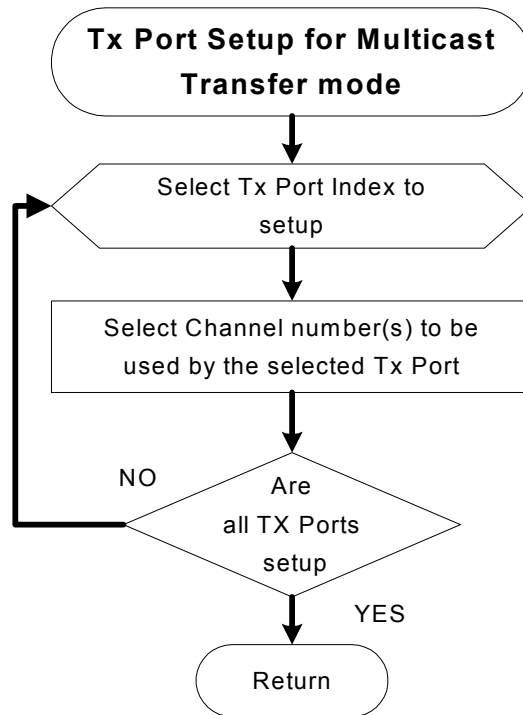 Tx Port Setup for Multicast
Transfer mode
Select Tx Port Index to
setup
Select Channel number(s) to be
used by the selected Tx Port
NO
Are
all TX Ports
setup
YES
Return